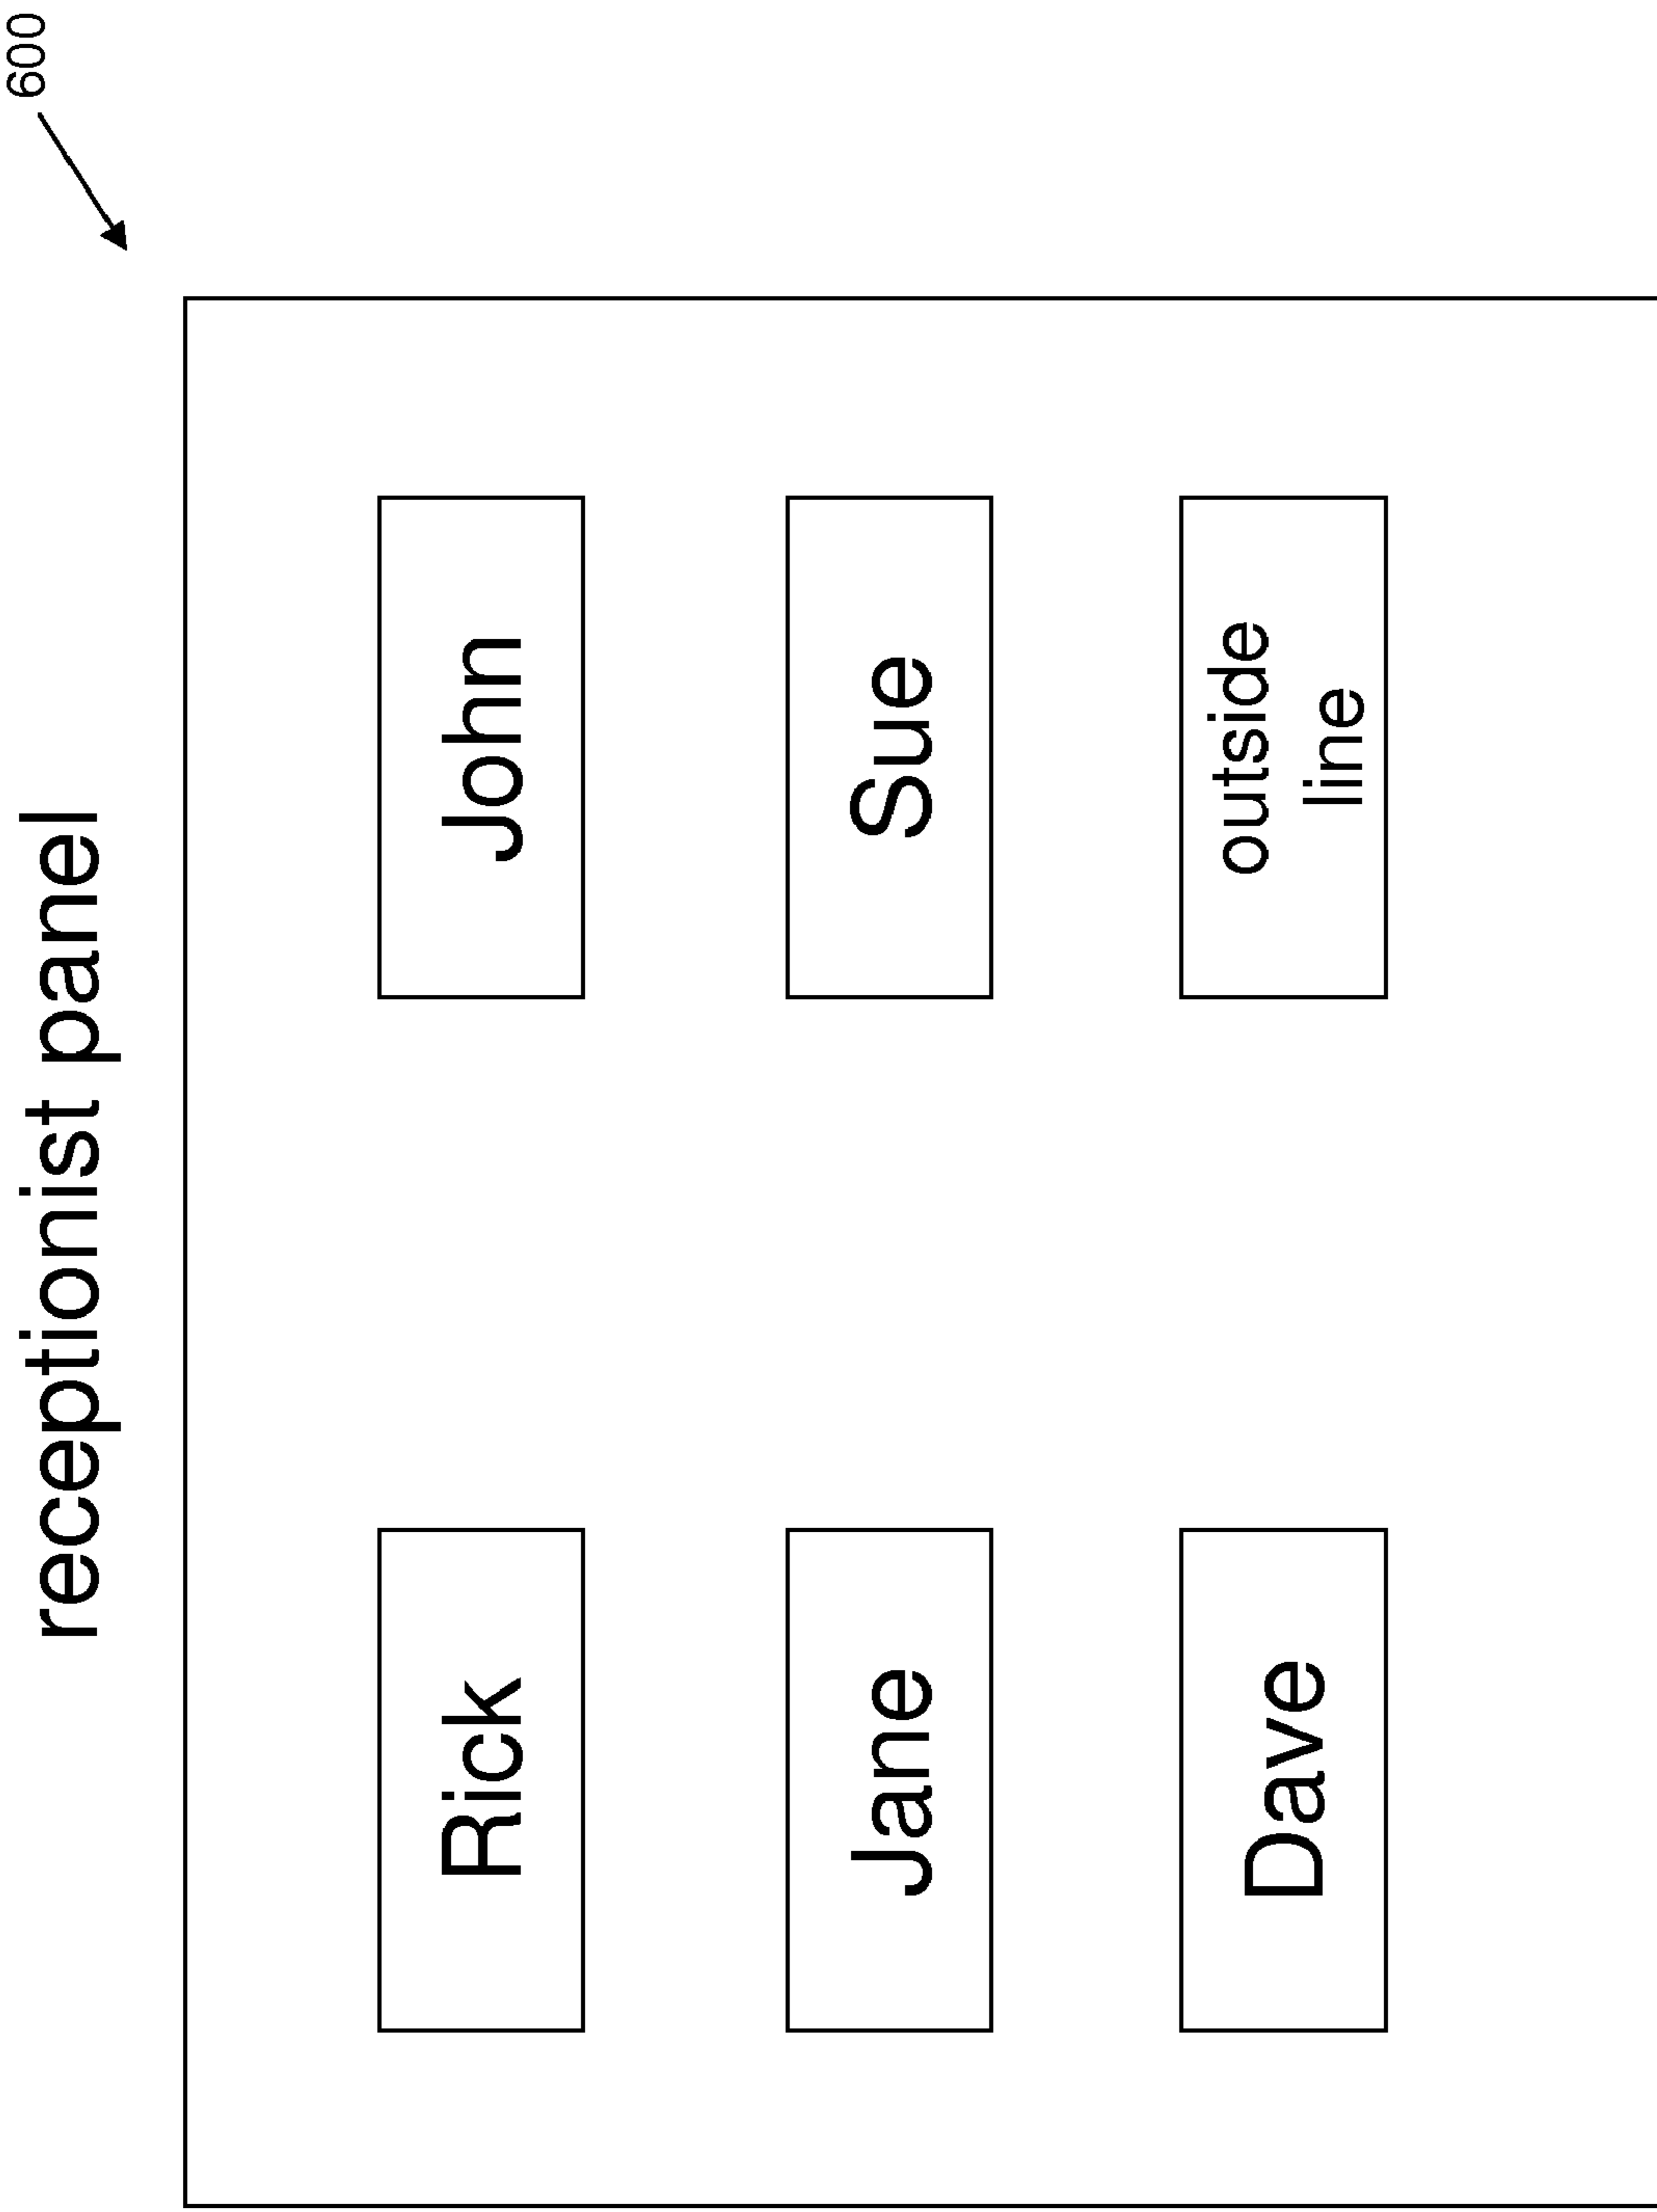 receptionist panel
600
Rick
John
Jane
Sue
Dave
outside
line